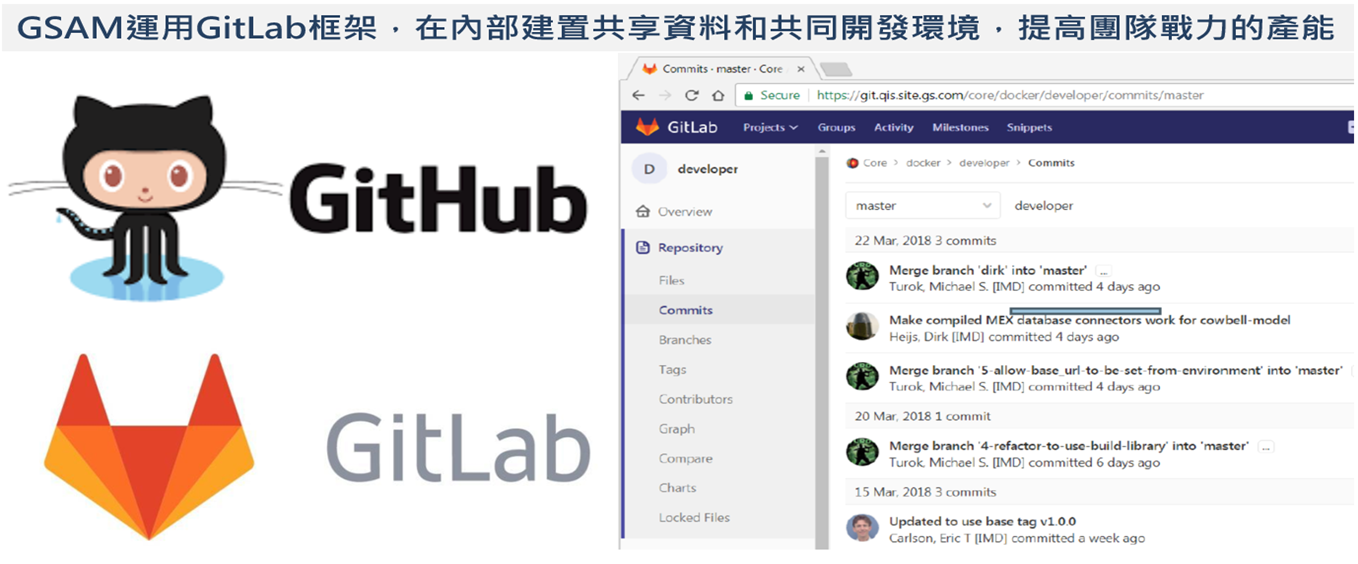 GSAM運用GitLab框架，在內部建置共享資料和共同開發環境，提高團隊戰力的產能
GitHub
GitLab
Commits · master · Core
Secure
https://git.qis.site.gs.com/core/docker/developer/commits/master
GitLab
Projects
Groups
Activity
Milestones
Snippets
D
developer
Overview
Repository
Files
Commits
Branches
Tags
Contributors
Graph
Compare
Charts
Locked Files
Core > docker > developer > Commits
master
developer
22 Mar, 2018 3 commits
Merge branch 'dirk' into 'master' ...
Turok, Michael S. [IMD] committed 4 days ago
Make compiled MEX database connectors work for cowbell-model
Heijs, Dirk [IMD] committed 4 days ago
Merge branch '5-allow-base_url-to-be-set-from-environment' into 'master'
Turok, Michael S. [IMD] committed 4 days ago
20 Mar, 2018 1 commit
Merge branch '4-refactor-to-use-build-library' into 'master' ...
Turok, Michael S. [IMD] committed 6 days ago
15 Mar, 2018 3 commits
Updated to use base tag v1.0.0
Carlson, Eric T [IMD] committed a week ago